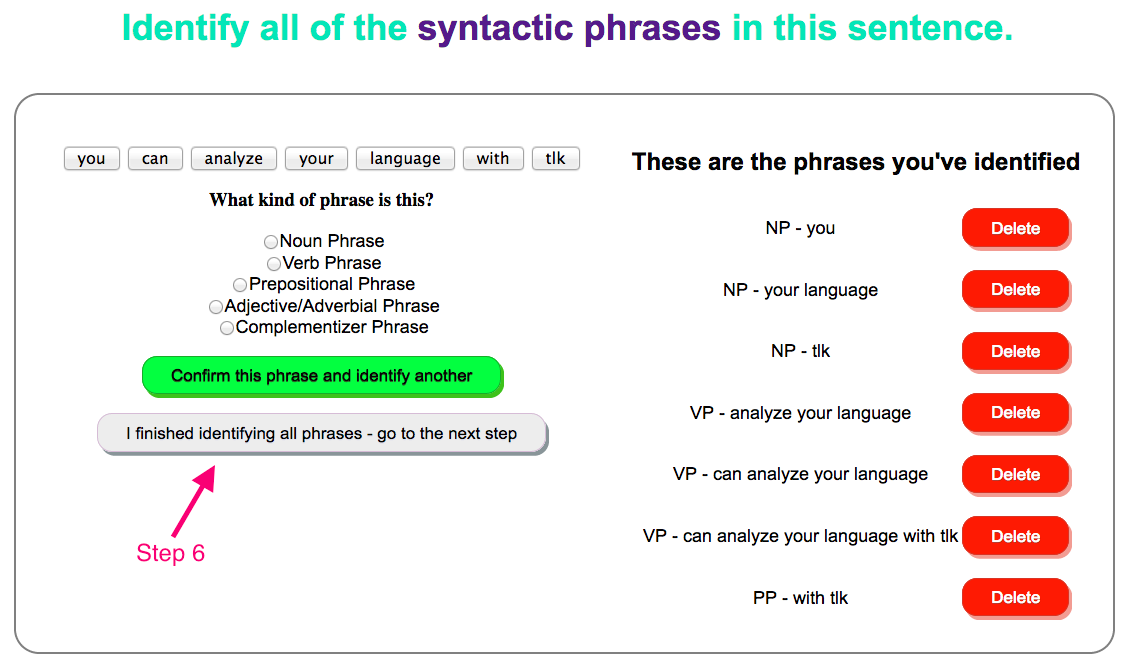 Identify all of the syntactic phrases in this sentence.
you can analyze your language with tlk
What kind of phrase is this?
Noun Phrase
Verb Phrase
Prepositional Phrase
Adjective/Adverbial Phrase
Complementizer Phrase
Confirm this phrase and identify another
I finished identifying all phrases - go to the next step
Step 6
These are the phrases you've identified
NP - you Delete
NP - your language Delete
NP - tlk Delete
VP - analyze your language Delete
VP - can analyze your language Delete
VP - can analyze your language with tlk Delete
PP - with tlk Delete